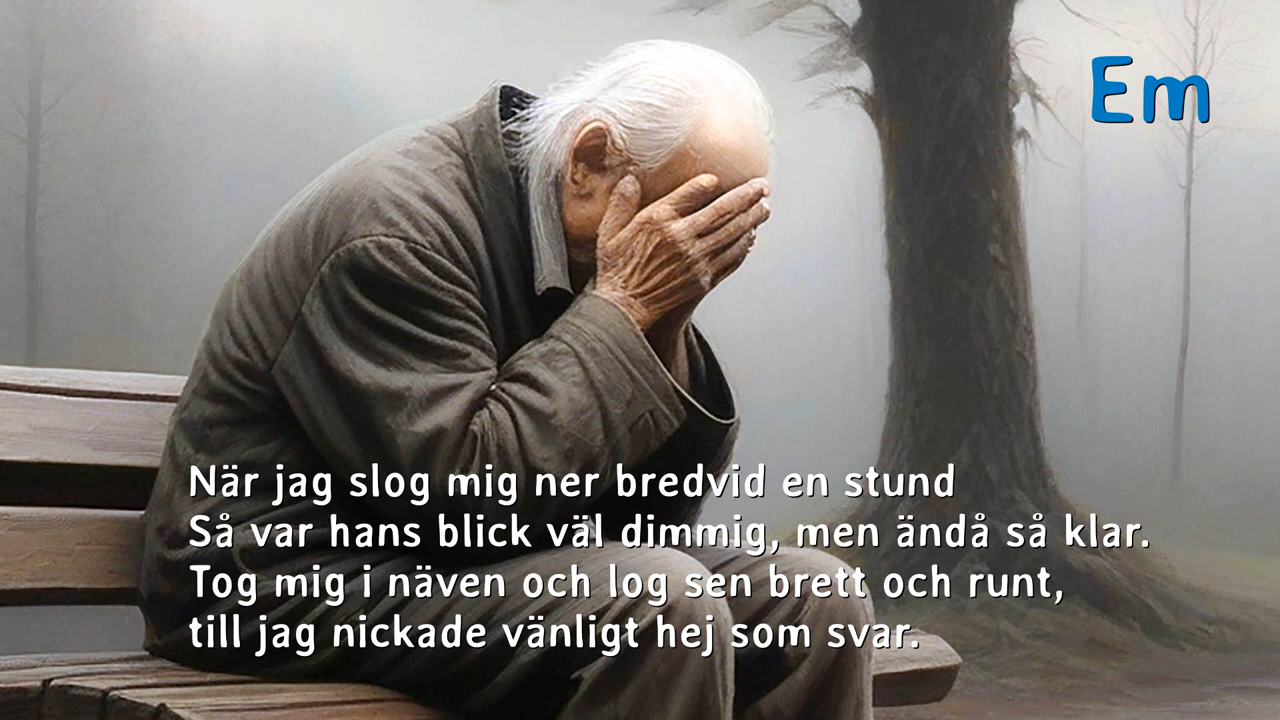 Em
När jag slog mig ner bredvid en stund
Så var hans blick väl dimmig, men ändå så klar.
Tog mig i näven och log sen brett och runt,
till jag nickade vänligt hej som svar.